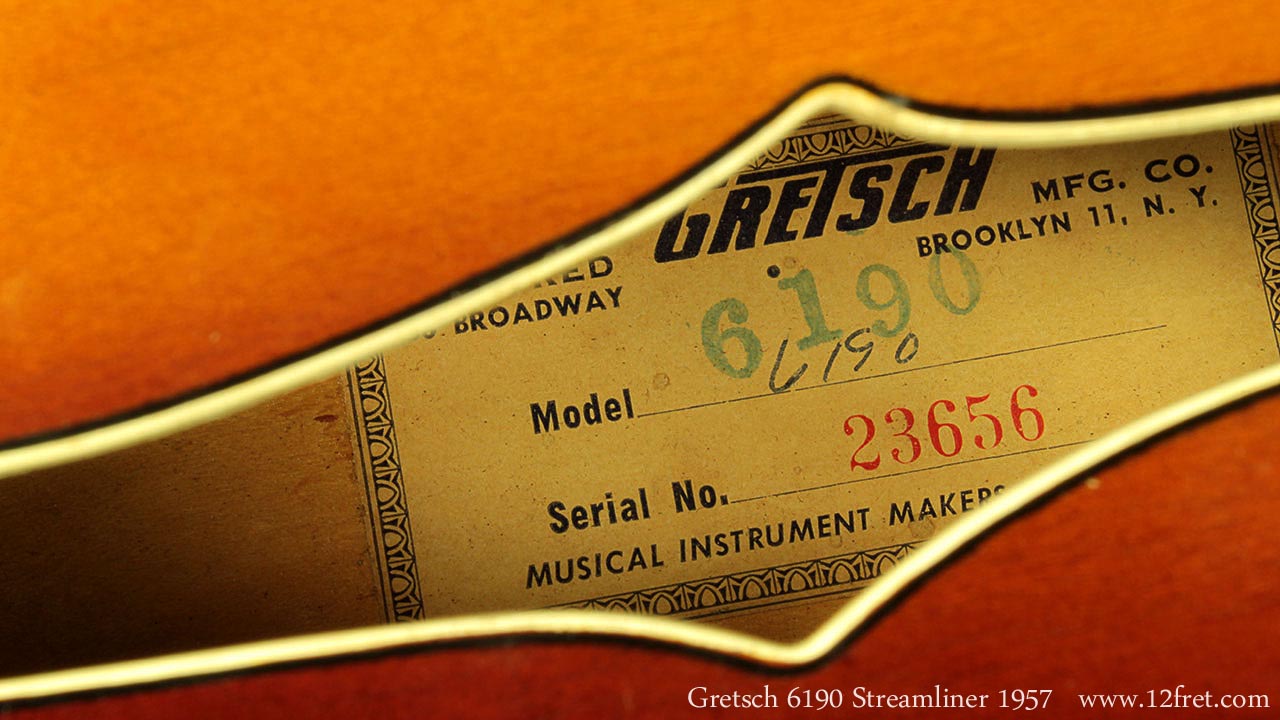 GRETSCH MFG. CO.
BROADWAY BROOKLYN 11, N. Y.
6190
6190
Model
23656
Serial No.
MUSICAL INSTRUMENT MAKERS
Gretsch 6190 Streamliner 1957 www.12fret.com